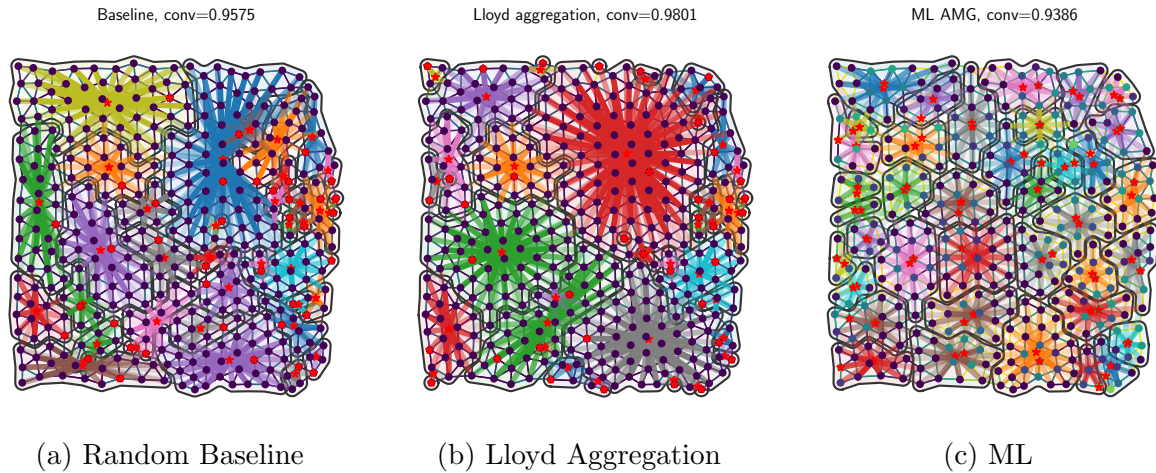 Baseline, conv=0.9575
Lloyd aggregation, conv=0.9801
ML AMG, conv=0.9386
(a) Random Baseline
(b) Lloyd Aggregation
(c) ML